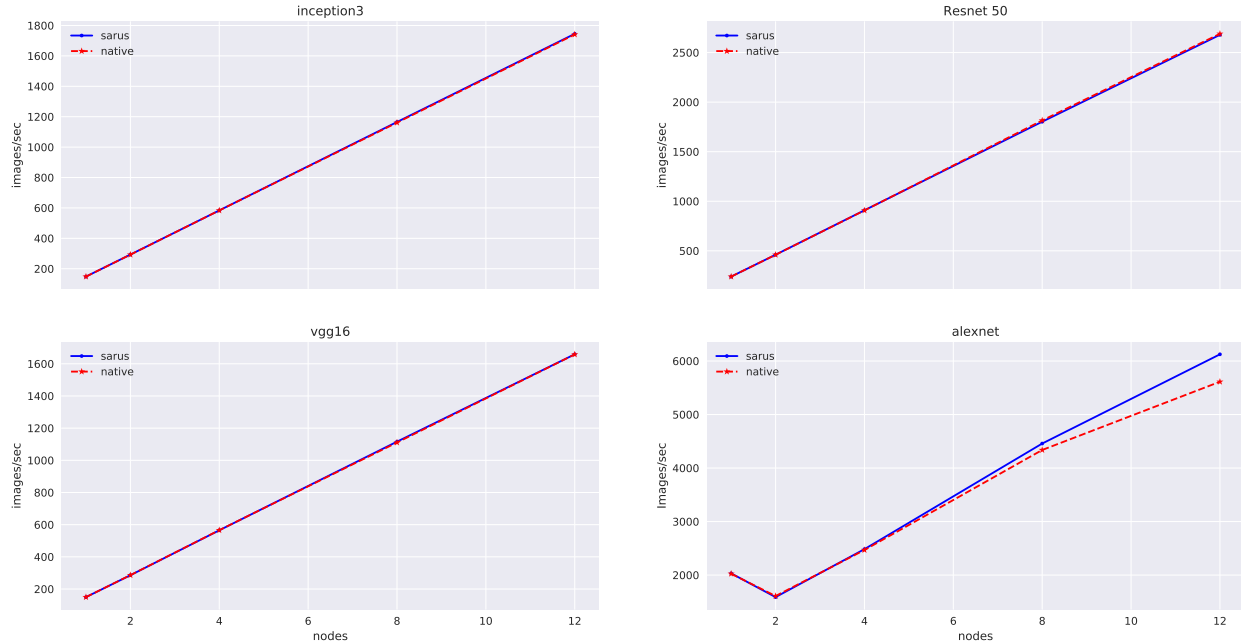 inception3
sarus
native
images/sec
1800
1600
1400
1200
1000
800
600
400
200
Resnet 50
sarus
native
images/sec
2500
2000
1500
1000
500
vgg16
sarus
native
images/sec
1600
1400
1200
1000
800
600
400
200
2 4 6 8 10 12
nodes
alexnet
sarus
native
Images/sec
6000
5000
4000
3000
2000
2 4 6 8 10 12
nodes